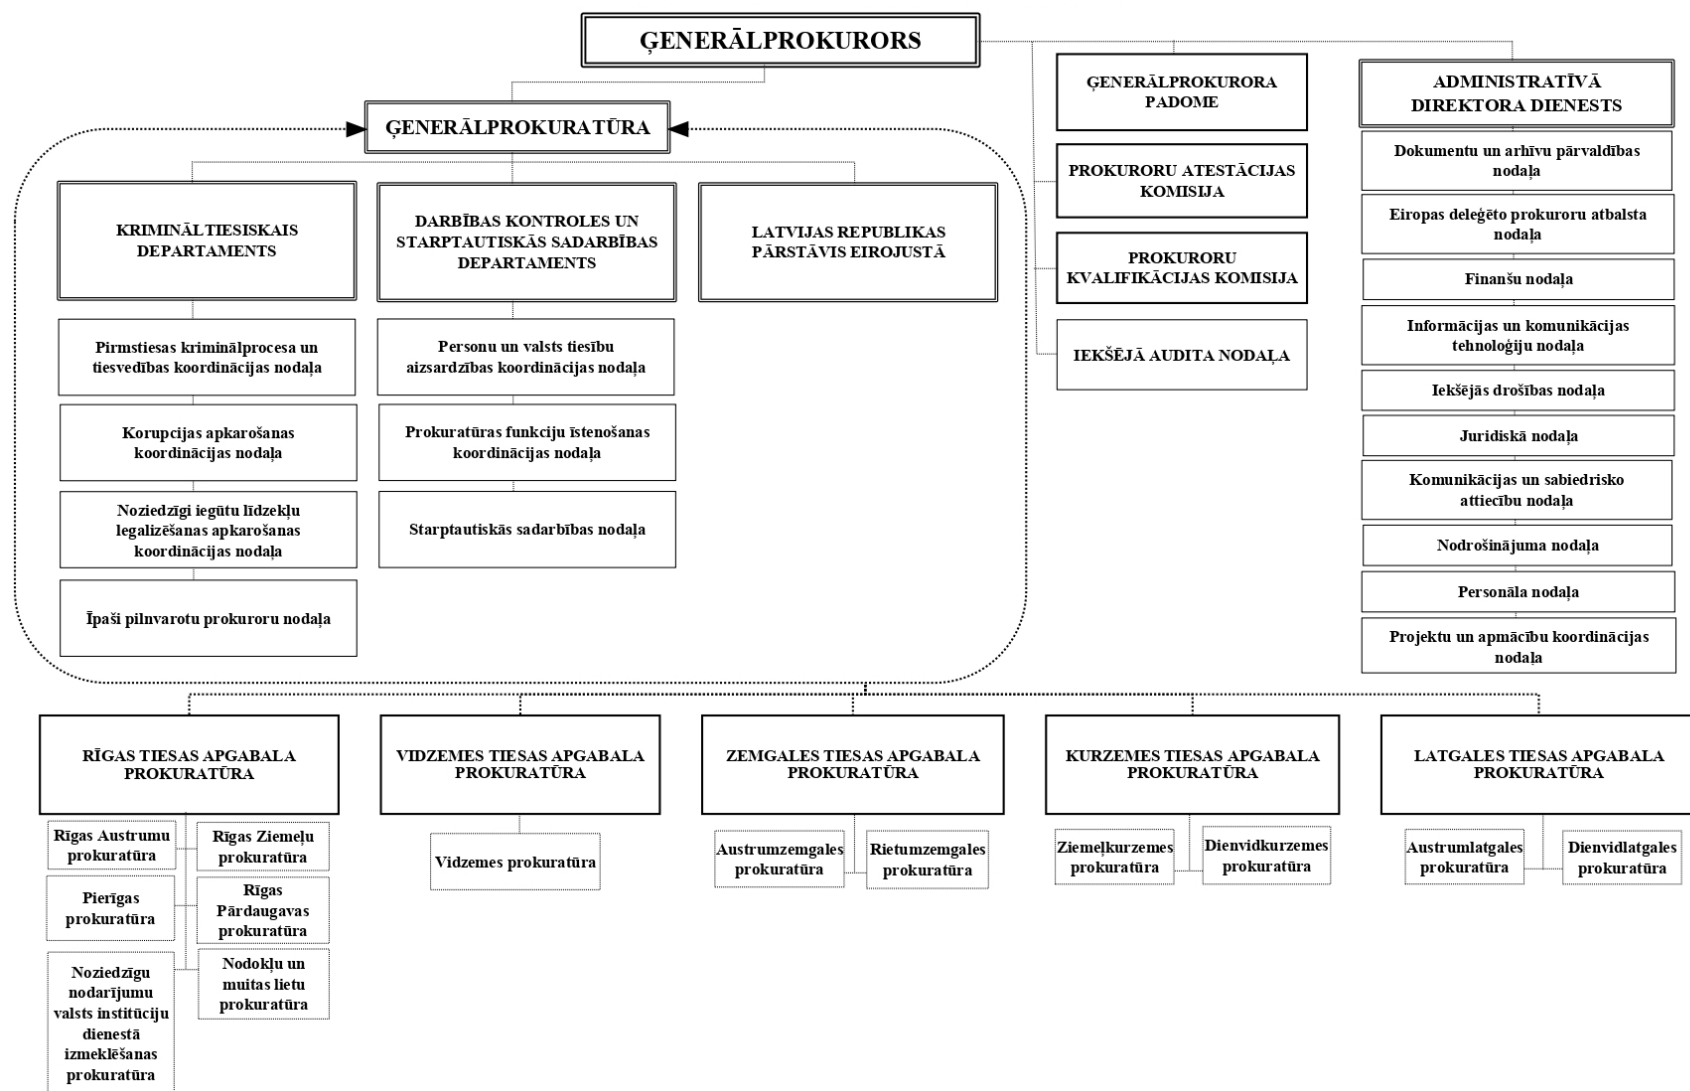 ĢENERĀLPROKURORS
ĢENERĀLPROKURATŪRA
KRIMINĀLTIESISKAIS
DEPARTAMENTS
Pirmstiesas kriminālprocesa un
tiesvedības koordinācijas nodaļa
Korupcijas apkarošanas
koordinācijas nodaļa
Noziedzīgi iegūtu līdzekļu
legalizēšanas apkarošanas
koordinācijas nodaļa
Īpaši pilnvarotu prokuroru nodaļa
DARBĪBAS KONTROLES UN
STARPTAUTISKĀS SADARBĪBAS
DEPARTAMENTS
Personu un valsts tiesību
aizsardzības koordinācijas nodaļa
Prokuratūras funkciju īstenošanas
koordinācijas nodaļa
Starptautiskās sadarbības nodaļa
LATVIJAS REPUBLIKAS
PĀRSTĀVIS EIROJUSTĀ
ĢENERĀLPROKURORA
PADOME
PROKURORU ATESTĀCIJAS
KOMISIJA
PROKURORU
KVALIFIKĀCIJAS KOMISIJA
IEKŠĒJĀ AUDITA NODAĻA
ADMINISTRATĪVĀ
DIREKTORA DIENESTS
Dokumentu un arhīvu pārvaldības
nodaļa
Eiropas deleģēto prokuroru atbalsta
nodaļa
Finanšu nodaļa
Informācijas un komunikācijas
tehnoloģiju nodaļa
Iekšējās drošības nodaļa
Juridiskā nodaļa
Komunikācijas un sabiedrisko
attiecību nodaļa
Nodrošinājuma nodaļa
Personāla nodaļa
Projektu un apmācību koordinācijas
nodaļa
RĪGAS TIESAS APGABALA
PROKURATŪRA
Rīgas Austrumu
prokuratūra
Rīgas Ziemeļu
prokuratūra
Pierīgas
prokuratūra
Rīgas
Pārdaugavas
prokuratūra
Noziedzīgu
nodarījumu
valsts institūciju
dienestā
izmeklēšanas
prokuratūra
Nodokļu un
muitas lietu
prokuratūra
VIDZEMES TIESAS APGABALA
PROKURATŪRA
Vidzemes prokuratūra
ZEMGALES TIESAS APGABALA
PROKURATŪRA
Austrumzemgales
prokuratūra
Rietumzemgales
prokuratūra
KURZEMES TIESAS APGABALA
PROKURATŪRA
Ziemeļkurzemes
prokuratūra
Dienvidkurzemes
prokuratūra
LATGALES TIESAS APGABALA
PROKURATŪRA
Austrumlatgales
prokuratūra
Dienvidlatgales
prokuratūra